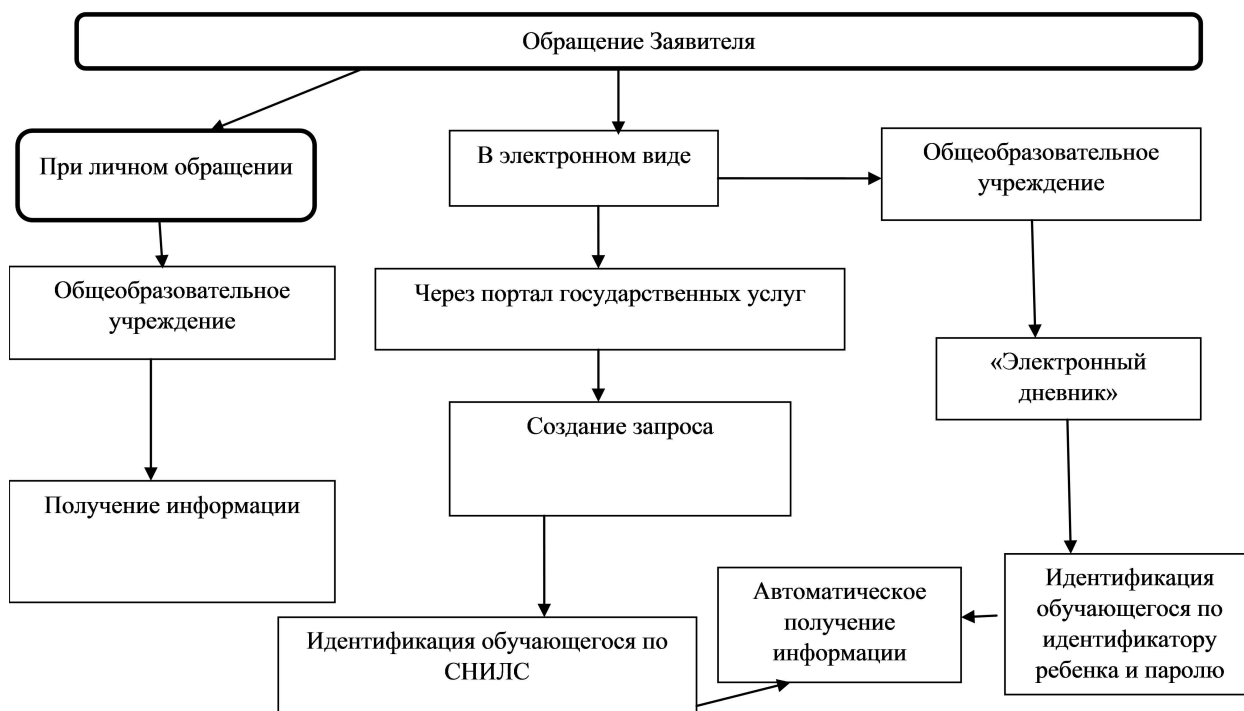 Обращение Заявителя
При личном обращении
В электронном виде
Общеобразовательное
учреждение
Общеобразовательное
учреждение
Через портал государственных услуг
«Электронный
дневник»
Создание запроса
Получение информации
Идентификация обучающегося по
СНИЛС
Автоматическое
получение
информации
Идентификация
обучающегося по
идентификатору
ребенка и паролю